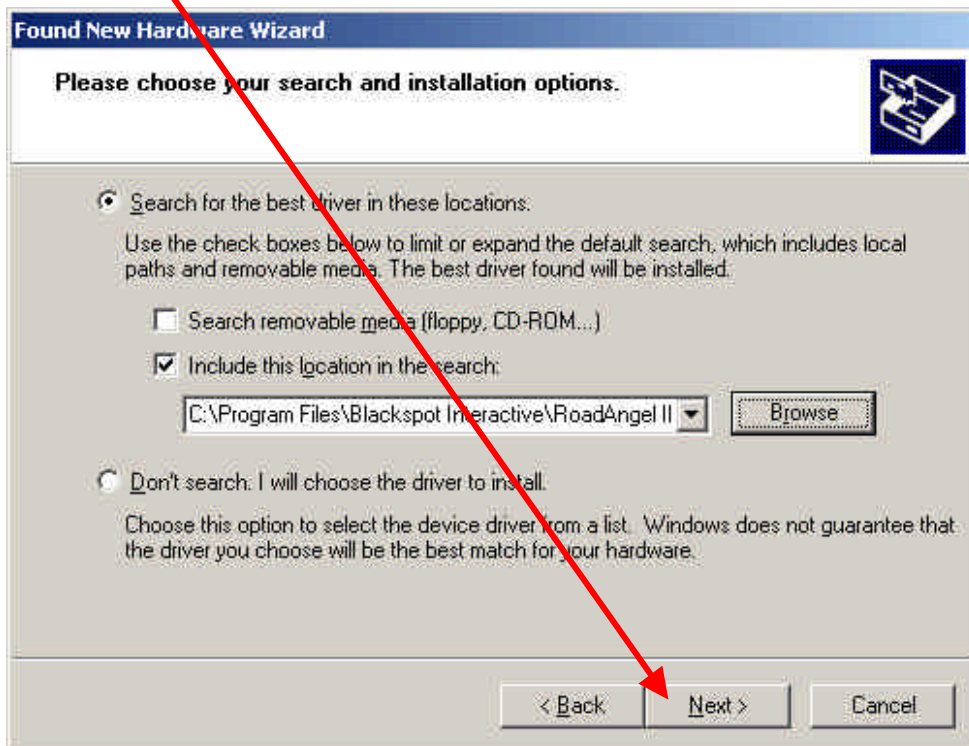 Found New Hardware Wizard
Please choose your search and installation options.
Search for the best driver in these locations.
Use the check boxes below to limit or expand the default search, which includes local
paths and removable media. The best driver found will be installed.
Search removable media (floppy, CD-ROM...)
Include this location in the search:
C:\Program Files\Blackspot Interactive\RoadAngel II
Browse
Don't search. I will choose the driver to install.
Choose this option to select the device driver from a list. Windows does not guarantee that
the driver you choose will be the best match for your hardware.
< Back Next > Cancel